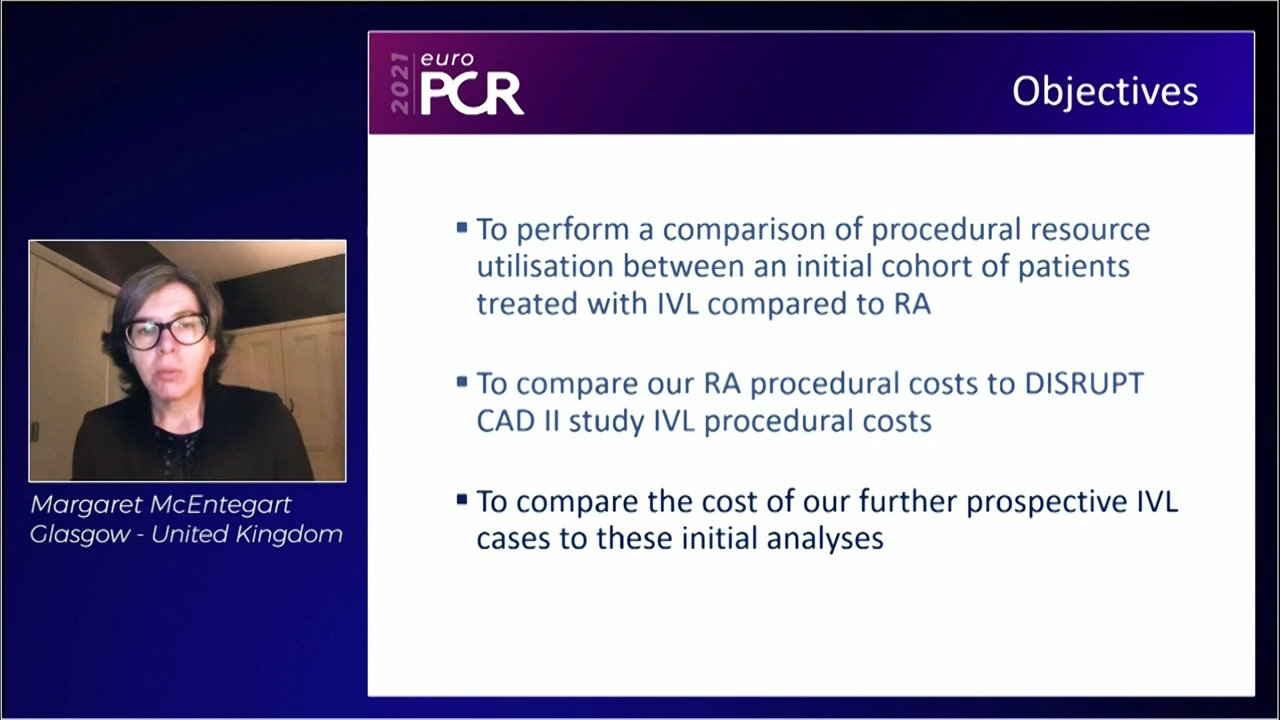 2021
euro
PCR
Objectives
▪ To perform a comparison of procedural resource
utilisation between an initial cohort of patients
treated with IVL compared to RA
▪ To compare our RA procedural costs to DISRUPT
CAD II study IVL procedural costs
▪ To compare the cost of our further prospective IVL
cases to these initial analyses
Margaret McEntegart
Glasgow - United Kingdom